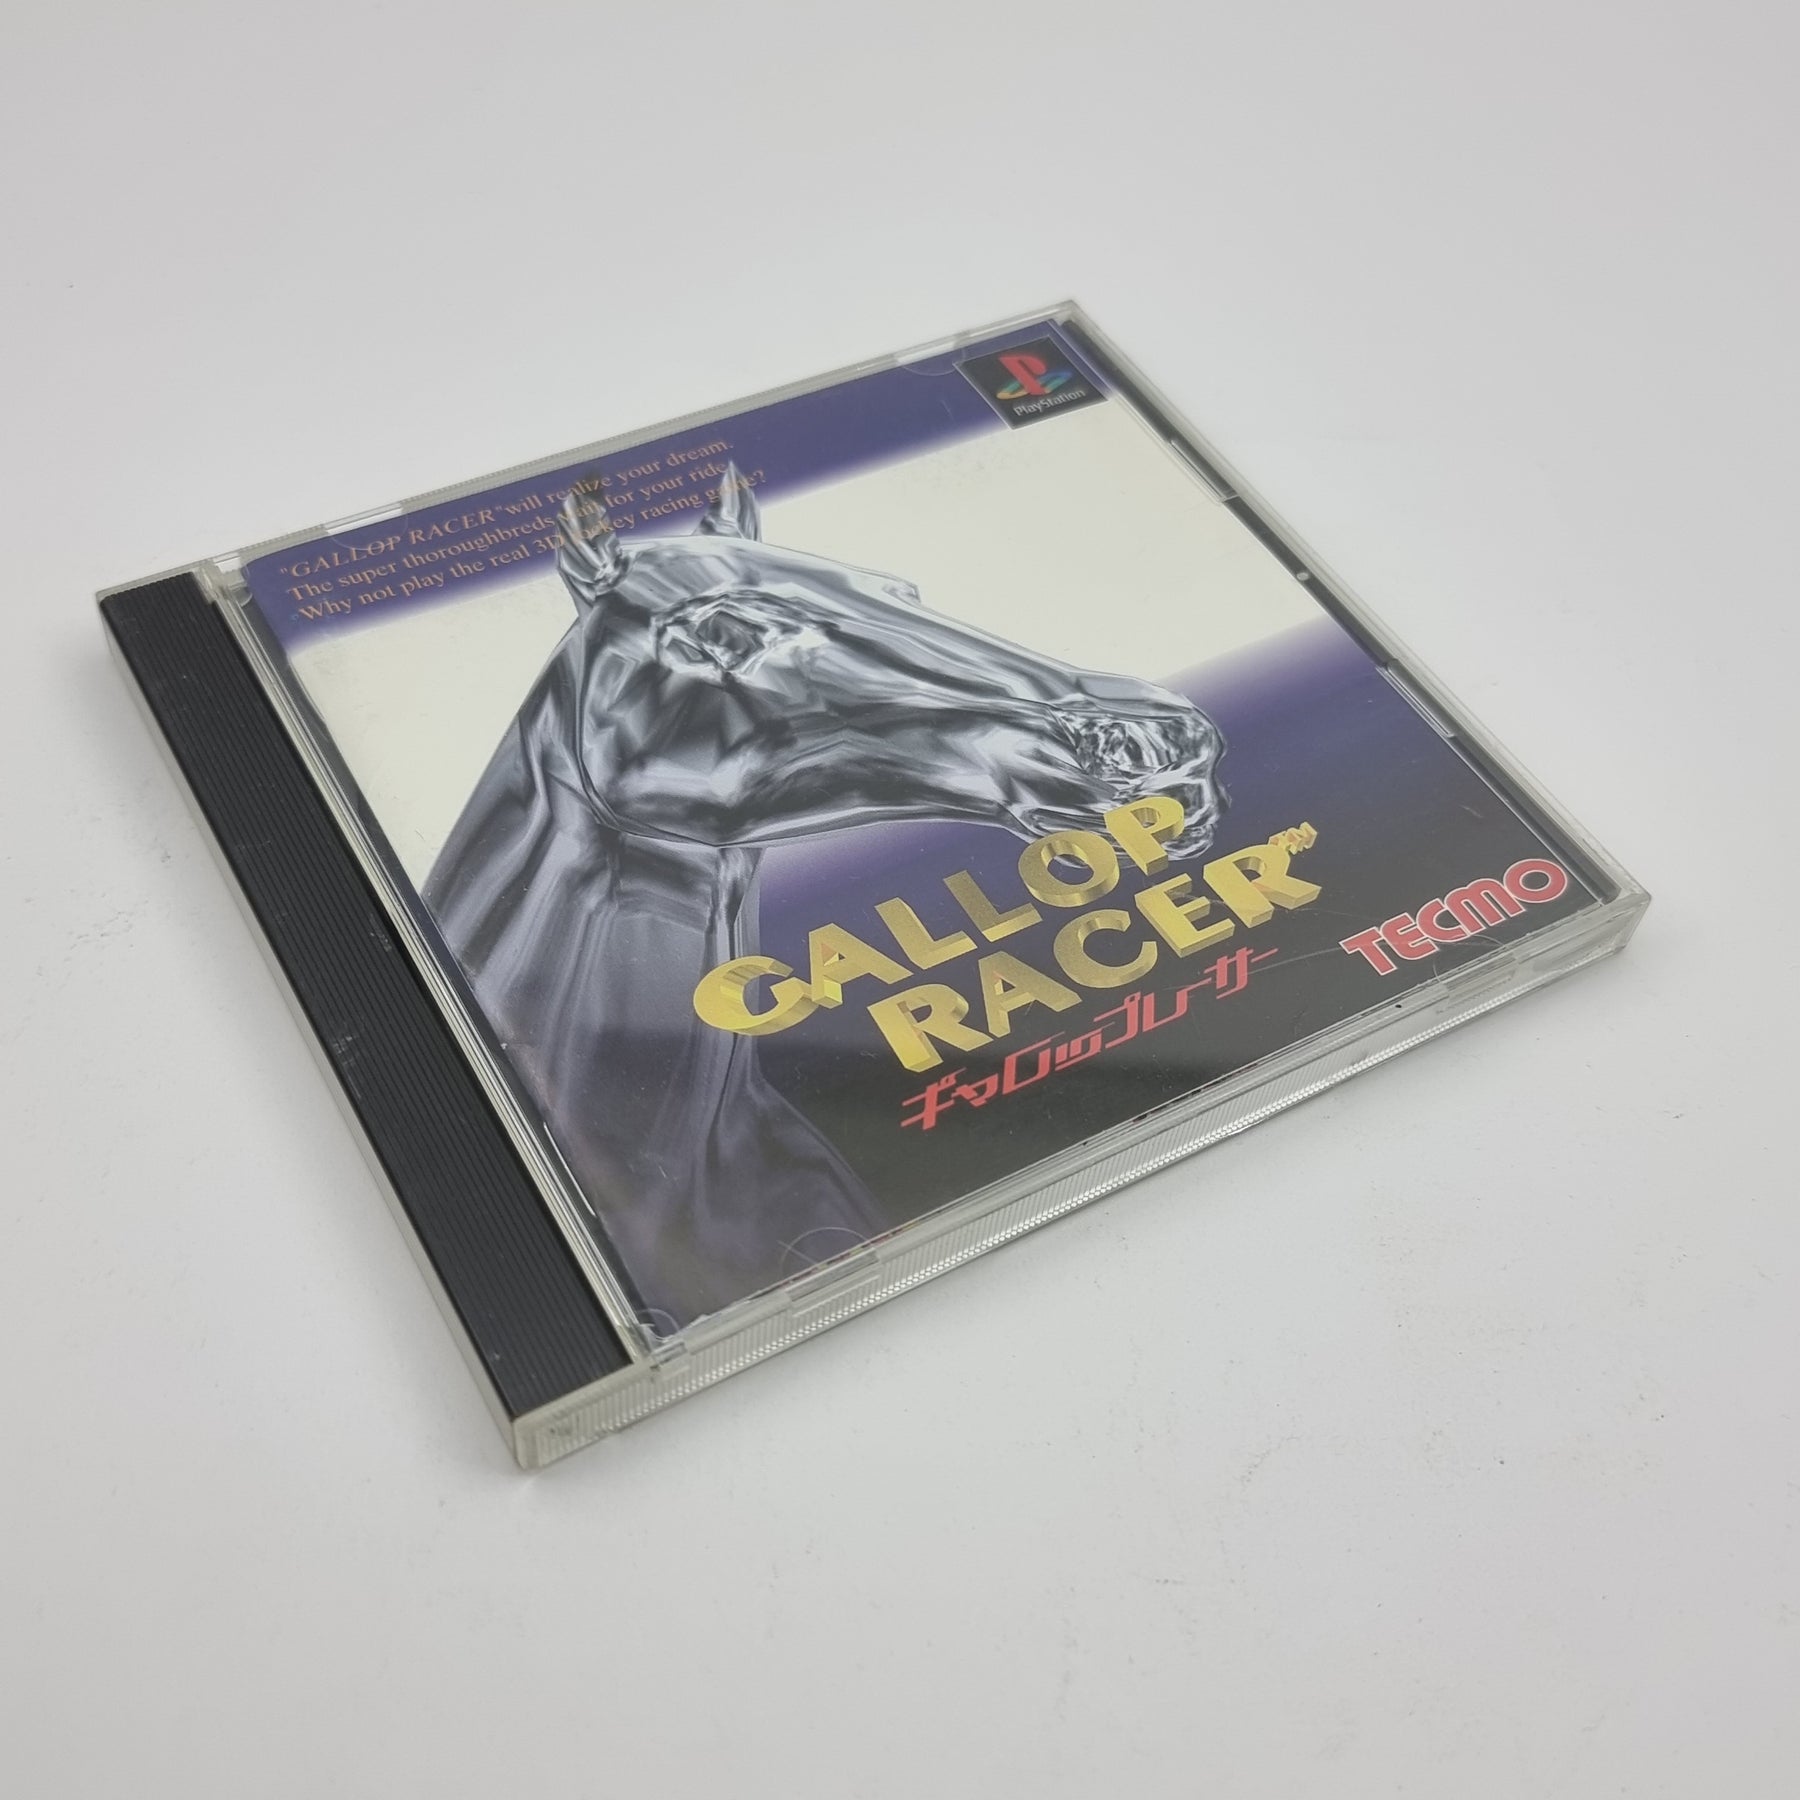 "GALLOP RACER" will realize your dream.
The super thoroughbreds wait for your ride.
Why not play the real 3D jockey racing game?
PlayStation
GALLOP
RACER™
ギャロップレーサー
TECMO